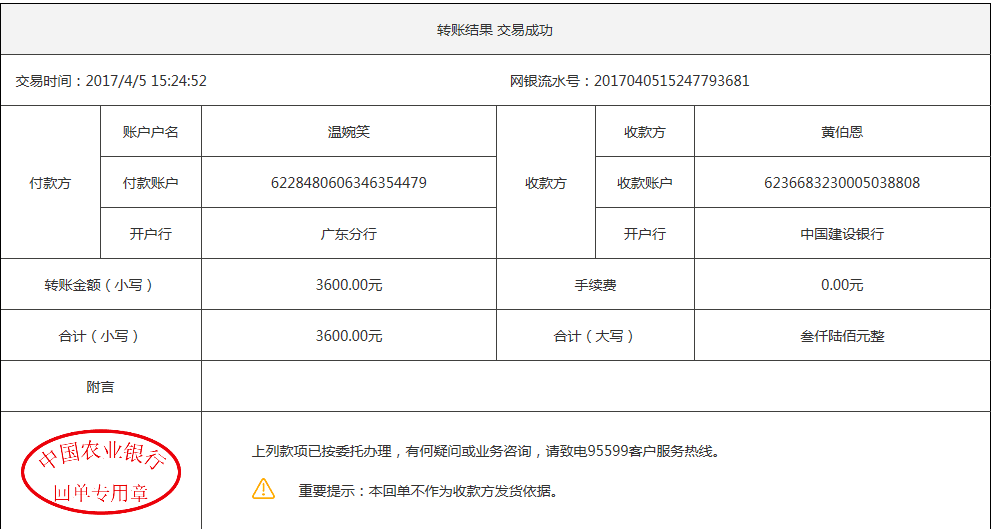 转账结果 交易成功
交易时间：2017/4/5 15:24:52 网银流水号：2017040515247793681
付款方 账户户名 温婉笑 收款方 收款方 黄伯恩
付款账户 6228480606346354479 收款账户 6236683230005038808
开户行 广东分行 开户行 中国建设银行
转账金额（小写） 3600.00元 手续费 0.00元
合计（小写） 3600.00元 合计（大写） 叁仟陆佰元整
附言
中国农业银行
回单专用章
上列款项已按委托办理，有何疑问或业务咨询，请致电95599客户服务热线。
重要提示：本回单不作为收款方发货依据。